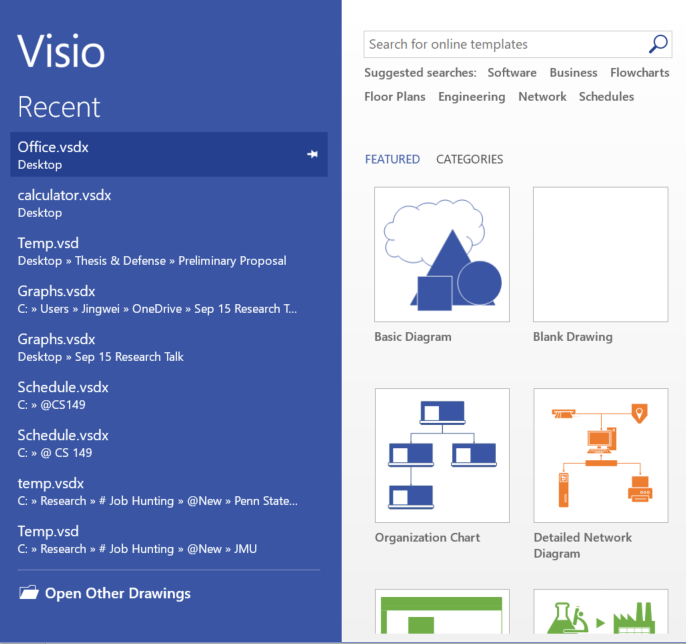 Visio
Recent
Office.vsdx
Desktop
calculator.vsdx
Desktop
Temp.vsd
Desktop » Thesis & Defense » Preliminary Proposal
Graphs.vsdx
C: » Users » Jingwei » OneDrive » Sep 15 Research T...
Graphs.vsdx
Desktop » Sep 15 Research Talk
Schedule.vsdx
C: » @CS149
Schedule.vsdx
C: » @ CS 149
temp.vsdx
C: » Research » # Job Hunting » @New » Penn State...
Temp.vsd
C: » Research » # Job Hunting » @New » JMU
Open Other Drawings
Search for online templates
Suggested searches: Software Business Flowcharts
Floor Plans Engineering Network Schedules
FEATURED CATEGORIES
Basic Diagram
Blank Drawing
Organization Chart
Detailed Network
Diagram